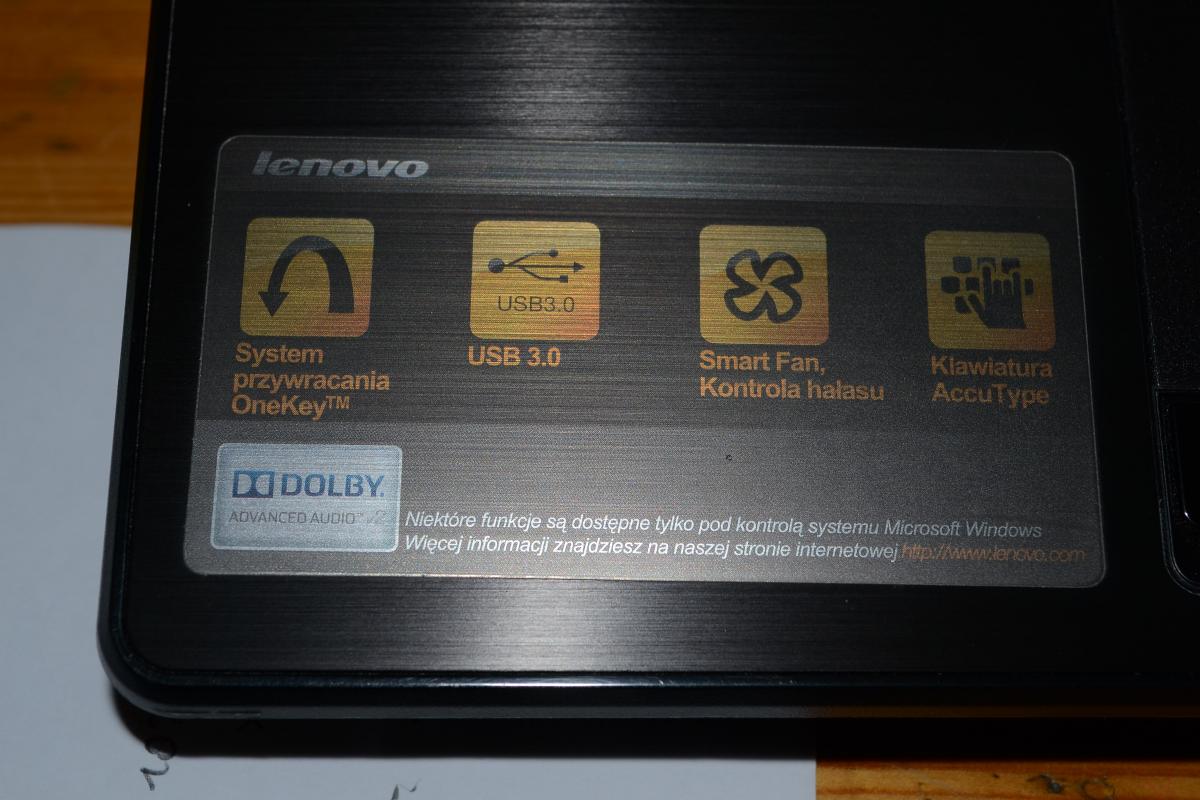 lenovo
USB3.0
System
przywracania
OneKey™
USB 3.0
Smart Fan,
Kontrola hałasu
Klawiatura
AccuType
DOLBY.
ADVANCED AUDIO™ v2
Niektóre funkcje są dostępne tylko pod kontrolą systemu Microsoft Windows
Więcej informacji znajdziesz na naszej stronie internetowej http://www.lenovo.com